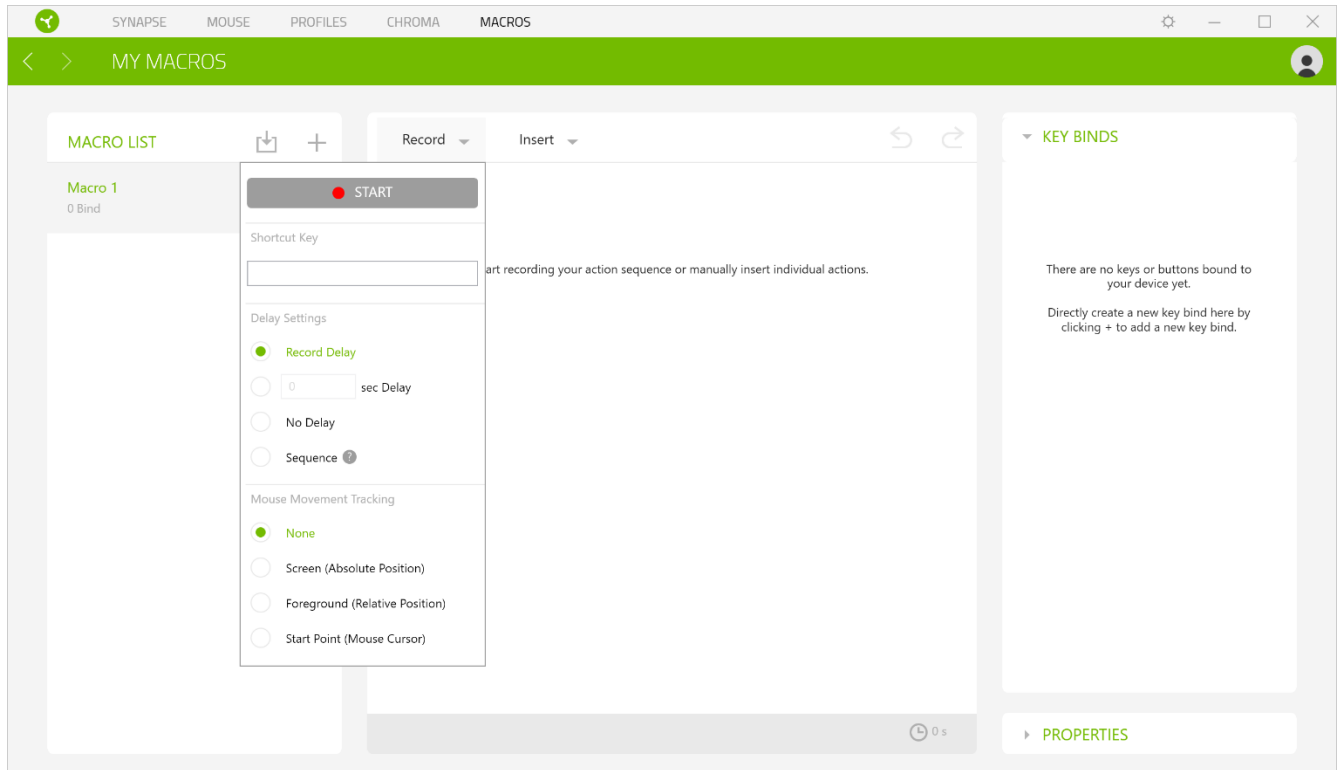 SYNAPSE MOUSE PROFILES CHROMA MACROS
MY MACROS
MACRO LIST
Macro 1
0 Bind
Record
Insert
START
Shortcut Key
Delay Settings
Record Delay
0 sec Delay
No Delay
Sequence ?
Mouse Movement Tracking
None
Screen (Absolute Position)
Foreground (Relative Position)
Start Point (Mouse Cursor)
art recording your action sequence or manually insert individual actions.
0 s
KEY BINDS
There are no keys or buttons bound to
your device yet.
Directly create a new key bind here by
clicking + to add a new key bind.
PROPERTIES